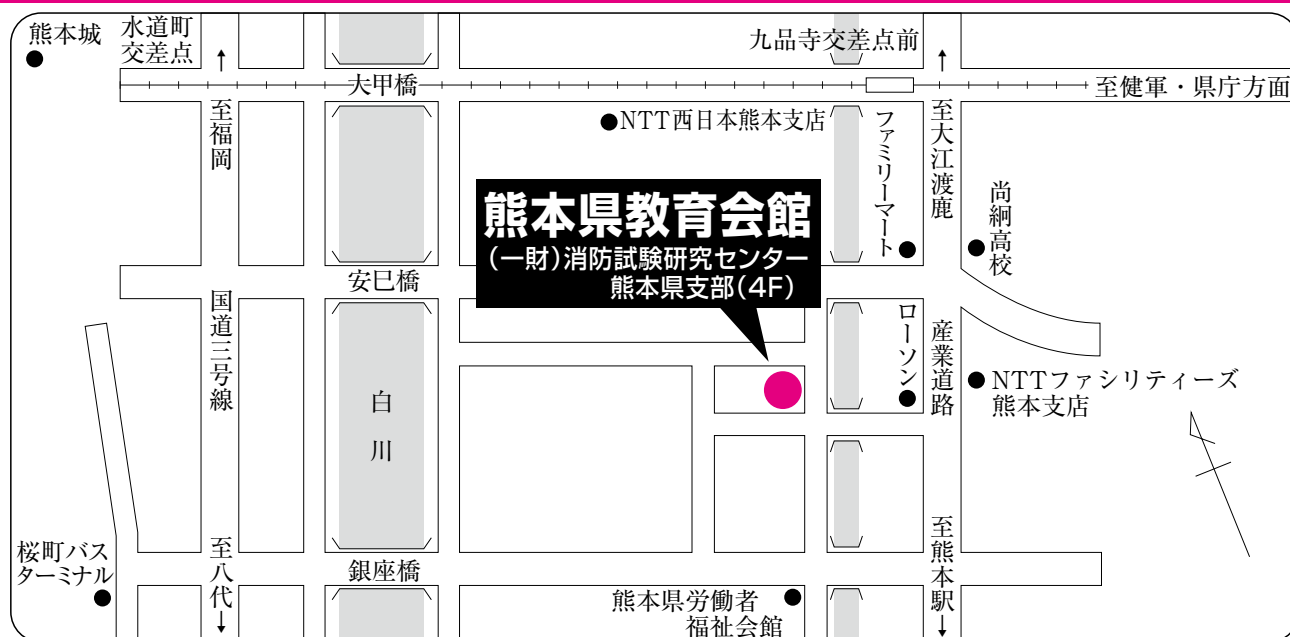 熊本城
水道町
交差点
九品寺交差点前
大甲橋
至健軍・県庁方面
至福岡
●NTT西日本熊本支店
ファミリーマート
至大江渡鹿
尚絅高校
熊本県教育会館
(一財)消防試験研究センター
熊本県支部(4F)
安巳橋
国道三号線
白川
ローソン
産業道路
NTTファシリティーズ
熊本支店
桜町バス
ターミナル
至八代
銀座橋
熊本県労働者
福祉会館
至熊本駅